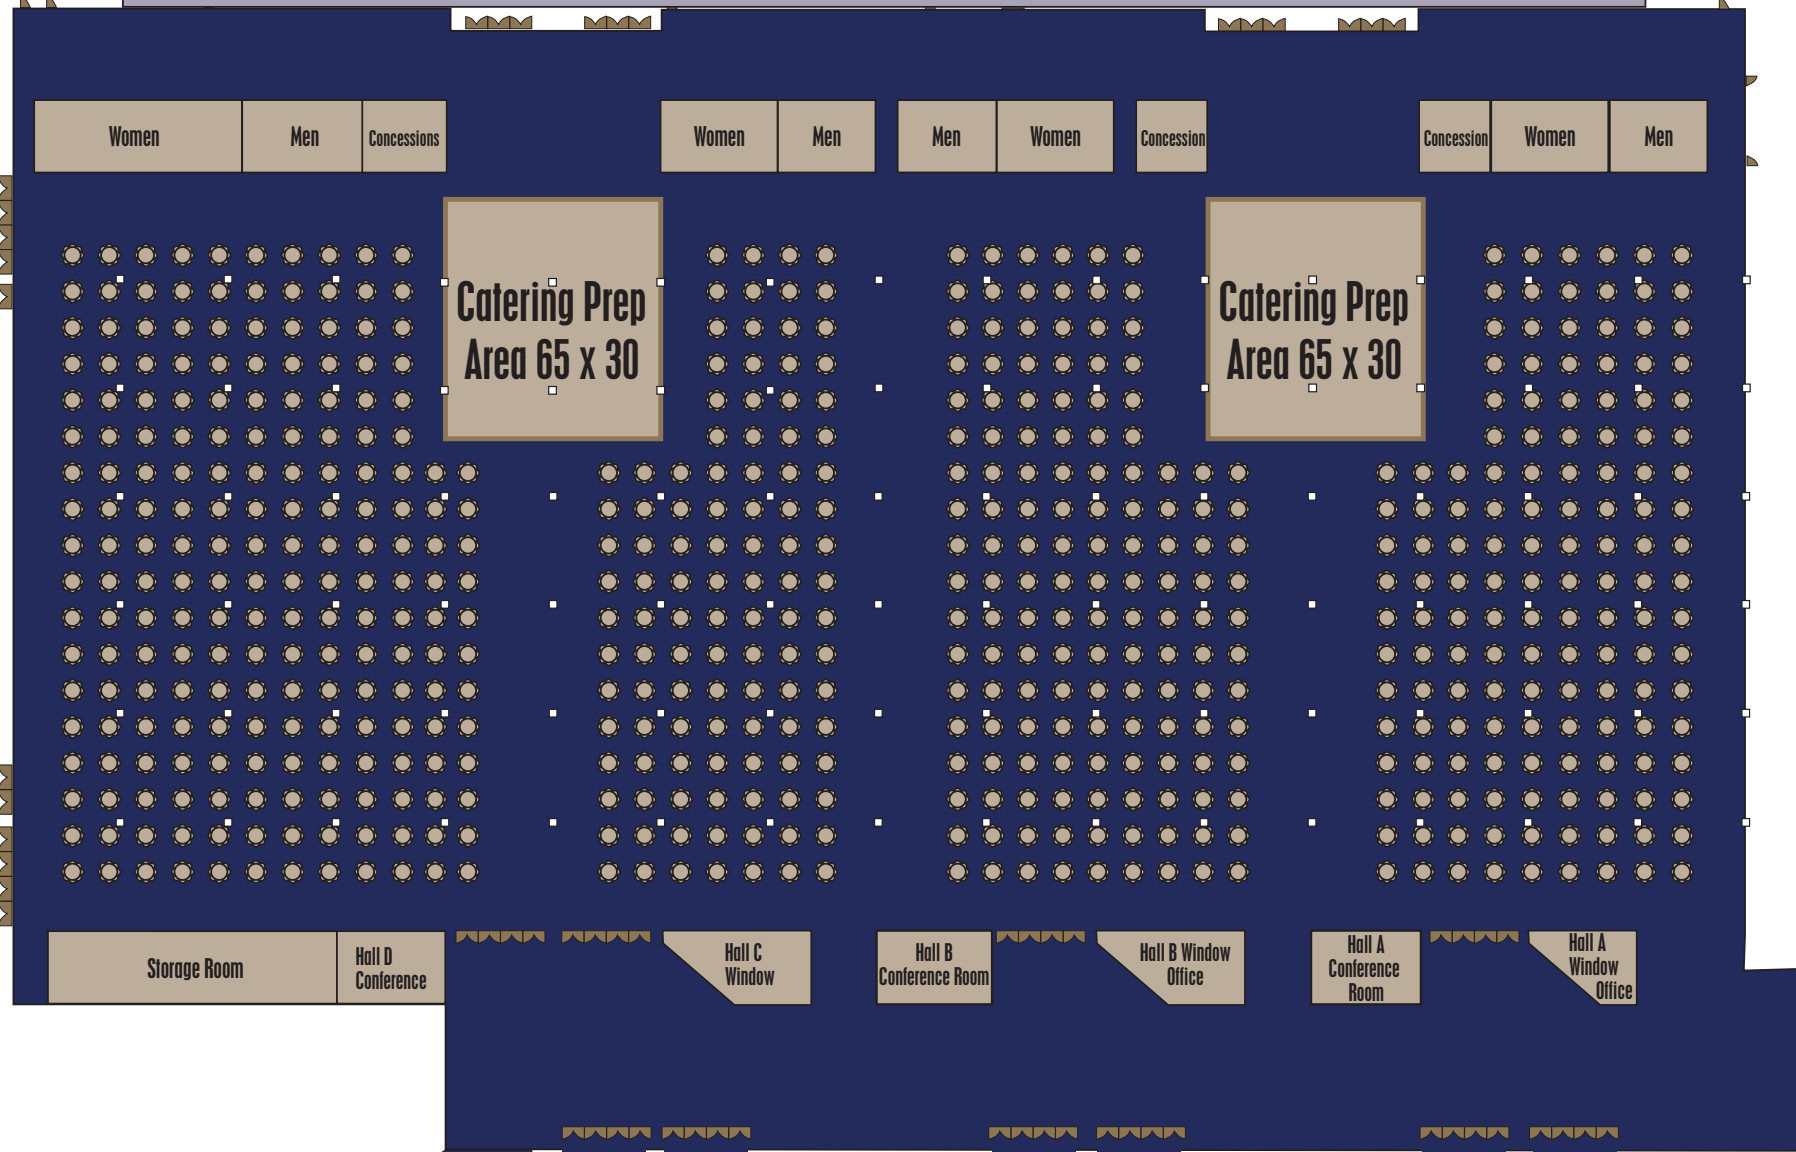 Women
Men
Concessions
Women
Men
Men
Women
Concession
Concession
Women
Men
Catering Prep
Area 65 x 30
Catering Prep
Area 65 x 30
Storage Room
Hall D
Conference
Hall C
Window
Hall B
Conference Room
Hall B Window
Office
Hall A
Conference
Room
Hall A
Window
Office